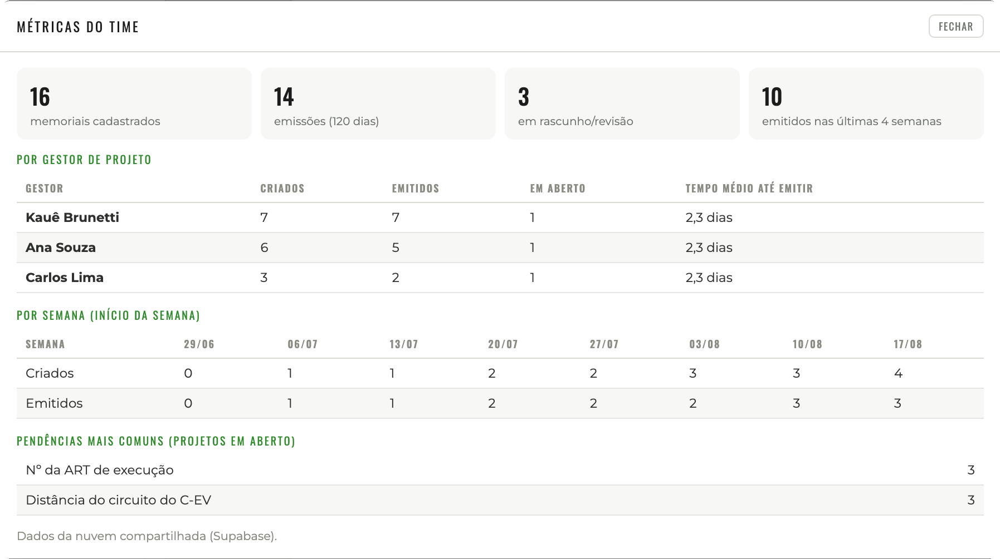 MÉTRICAS DO TIME
FECHAR
16
memoriais cadastrados
14
emissões (120 dias)
3
em rascunho/revisão
10
emitidos nas últimas 4 semanas
POR GESTOR DE PROJETO
GESTOR CRIADOS EMITIDOS EM ABERTO TEMPO MÉDIO ATÉ EMITIR
Kauê Brunetti 7 7 1 2,3 dias
Ana Souza 6 5 1 2,3 dias
Carlos Lima 3 2 1 2,3 dias
POR SEMANA (INÍCIO DA SEMANA)
SEMANA 29/06 06/07 13/07 20/07 27/07 03/08 10/08 17/08
Criados 0 1 1 2 2 3 3 4
Emitidos 0 1 1 2 2 2 3 3
PENDÊNCIAS MAIS COMUNS (PROJETOS EM ABERTO)
Nº da ART de execução 3
Distância do circuito do C-EV 3
Dados da nuvem compartilhada (Supabase).